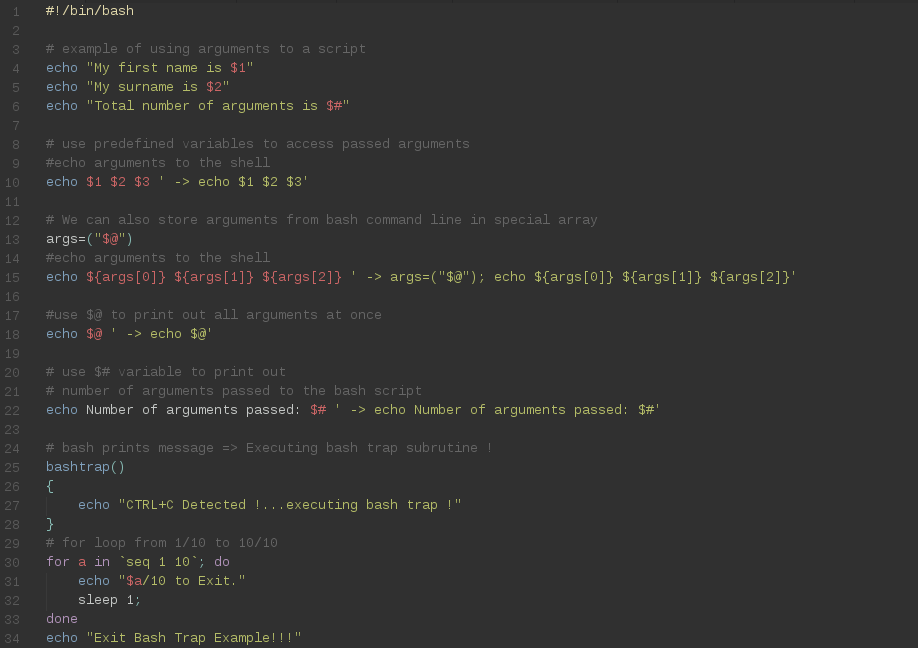 1 #!/bin/bash
2
3 # example of using arguments to a script
4 echo "My first name is $1"
5 echo "My surname is $2"
6 echo "Total number of arguments is $#"
7
8 # use predefined variables to access passed arguments
9 #echo arguments to the shell
10 echo $1 $2 $3 ' -> echo $1 $2 $3'
11
12 # We can also store arguments from bash command line in special array
13 args=("$@")
14 #echo arguments to the shell
15 echo ${args[0]} ${args[1]} ${args[2]} ' -> args=("$@"); echo ${args[0]} ${args[1]} ${args[2]}'
16
17 #use $@ to print out all arguments at once
18 echo $@ ' -> echo $@'
19
20 # use $# variable to print out
21 # number of arguments passed to the bash script
22 echo Number of arguments passed: $# ' -> echo Number of arguments passed: $#'
23
24 # bash prints message => Executing bash trap subrutine !
25 bashtrap()
26 {
27     echo "CTRL+C Detected !...executing bash trap !"
28 }
29 # for loop from 1/10 to 10/10
30 for a in `seq 1 10`; do
31     echo "$a/10 to Exit."
32     sleep 1;
33 done
34 echo "Exit Bash Trap Example!!!"